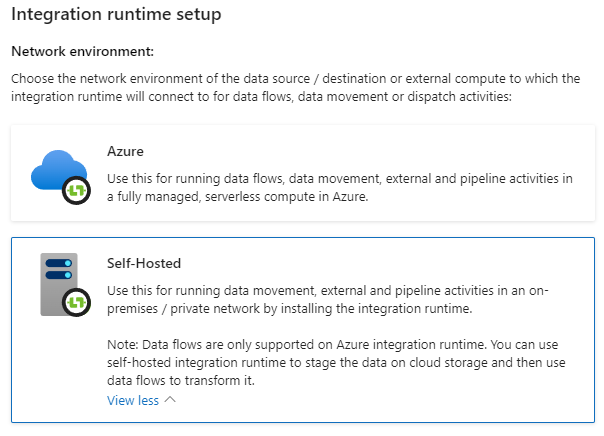 Integration runtime setup
Network environment:
Choose the network environment of the data source / destination or external compute to which the
integration runtime will connect to for data flows, data movement or dispatch activities:
Azure
Use this for running data flows, data movement, external and pipeline activities in
a fully managed, serverless compute in Azure.
Self-Hosted
Use this for running data movement, external and pipeline activities in an on-
premises / private network by installing the integration runtime.
Note: Data flows are only supported on Azure integration runtime. You can use
self-hosted integration runtime to stage the data on cloud storage and then use
data flows to transform it.
View less